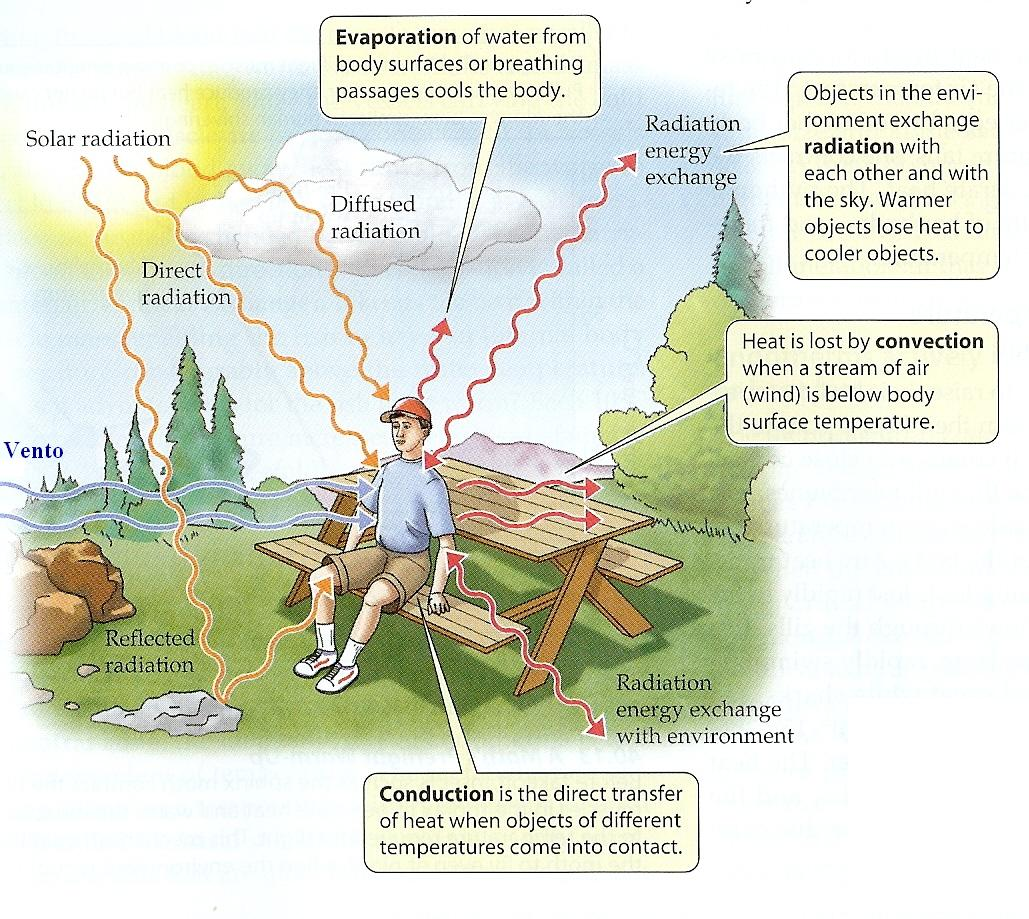 Evaporation of water from
body surfaces or breathing
passages cools the body.
Objects in the envi-
ronment exchange
radiation with
each other and with
the sky. Warmer
objects lose heat to
cooler objects.
Solar radiation
Radiation
energy
exchange
Diffused
radiation
Direct
radiation
Heat is lost by convection
when a stream of air
(wind) is below body
surface temperature.
Vento
Reflected
radiation
Radiation
energy exchange
with environment
Conduction is the direct transfer
of heat when objects of different
temperatures come into contact.